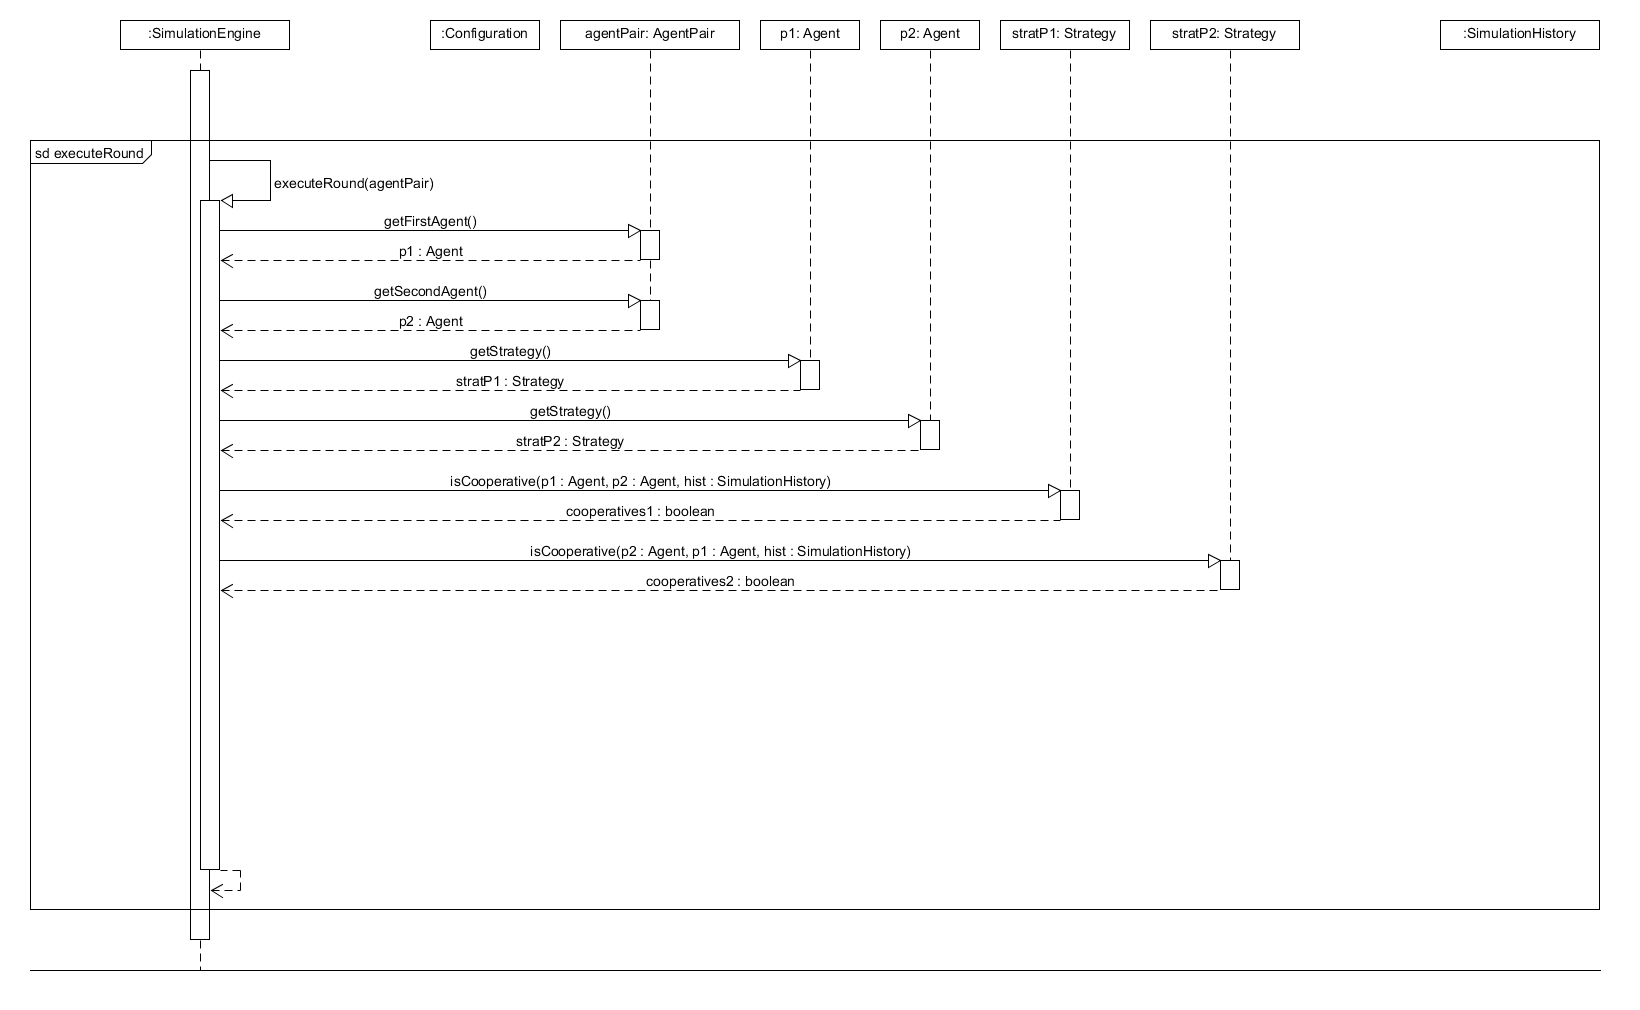 :SimulationEngine
:Configuration
agentPair: AgentPair
p1: Agent
p2: Agent
stratP1: Strategy
stratP2: Strategy
:SimulationHistory
sd executeRound
executeRound(agentPair)
getFirstAgent()
p1 : Agent
getSecondAgent()
p2 : Agent
getStrategy()
stratP1 : Strategy
getStrategy()
stratP2 : Strategy
isCooperative(p1 : Agent, p2 : Agent, hist : SimulationHistory)
cooperatives1 : boolean
isCooperative(p2 : Agent, p1 : Agent, hist : SimulationHistory)
cooperatives2 : boolean